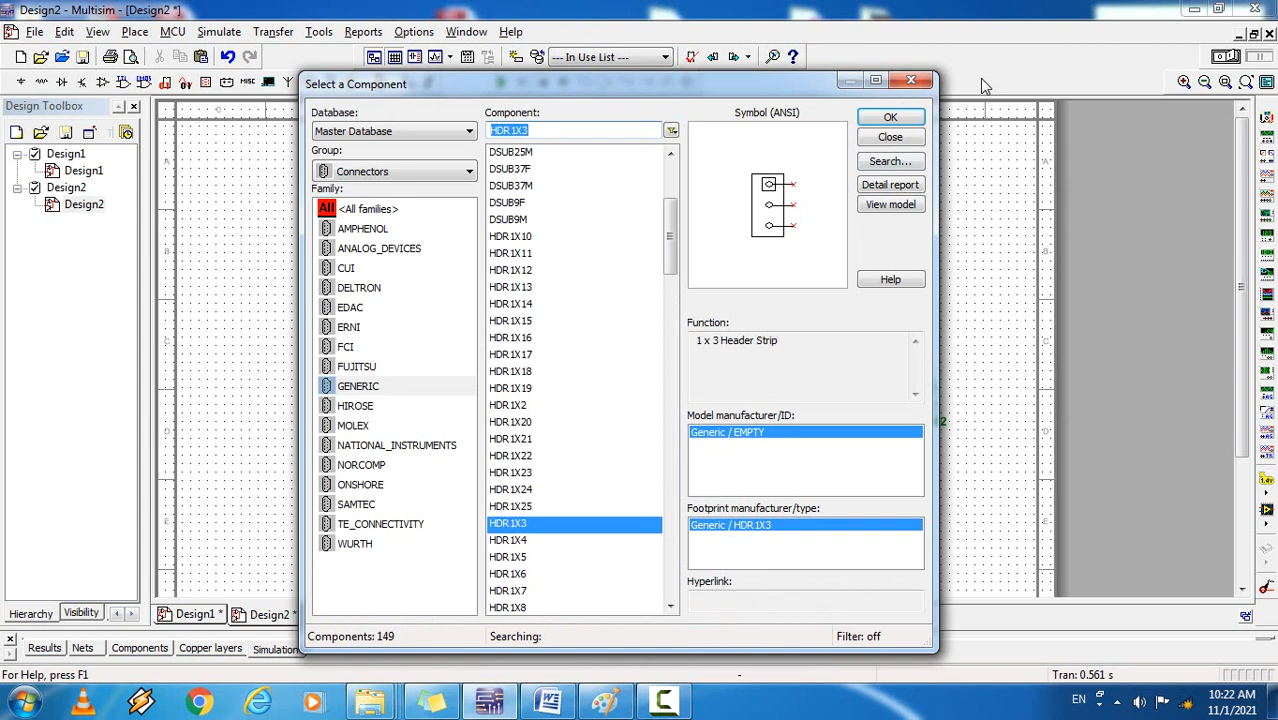 Design2 - Multisim - [Design2 *]
File Edit View Place MCU Simulate Transfer Tools Reports Options Window Help
--- In Use List ---
Design Toolbox
Design1
Design1
Design2
Design2
Hierarchy Visibility
Design1 * Design2 *
Select a Component
Database:
Master Database
Group:
Connectors
Family:
All <All families>
AMPHENOL
ANALOG_DEVICES
CUI
DELTRON
EDAC
ERNI
FCI
FUJITSU
GENERIC
HIROSE
MOLEX
NATIONAL_INSTRUMENTS
NORCOMP
ONSHORE
SAMTEC
TE_CONNECTIVITY
WURTH
Component:
HDR1X3
DSUB25M
DSUB37F
DSUB37M
DSUB9F
DSUB9M
HDR1X10
HDR1X11
HDR1X12
HDR1X13
HDR1X14
HDR1X15
HDR1X16
HDR1X17
HDR1X18
HDR1X19
HDR1X2
HDR1X20
HDR1X21
HDR1X22
HDR1X23
HDR1X24
HDR1X25
HDR1X3
HDR1X4
HDR1X5
HDR1X6
HDR1X7
HDR1X8
Symbol (ANSI)
OK
Close
Search...
Detail report
View model
Help
Function:
1 x 3 Header Strip
Model manufacturer/ID:
Generic / EMPTY
Footprint manufacturer/type:
Generic / HDR1X3
Hyperlink:
Components: 149 Searching: Filter: off
Results Nets Components Copper layers Simulation
For Help, press F1 - Tran: 0.561 s
EN
10:22 AM
11/1/2021